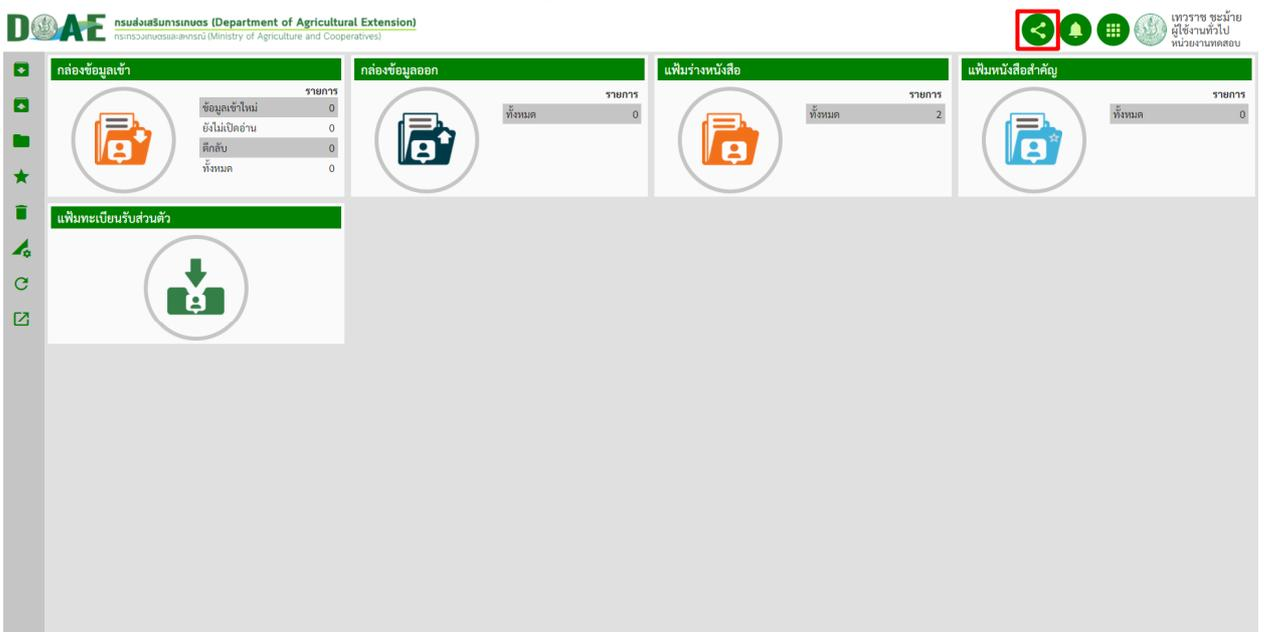 DOAE
กรมส่งเสริมการเกษตร (Department of Agricultural Extension)
กระทรวงเกษตรและสหกรณ์ (Ministry of Agriculture and Cooperatives)
เทวราช ชะม้าย
ผู้ใช้งานทั่วไป
หน่วยงานทดสอบ
กล่องข้อมูลเข้า
รายการ
ข้อมูลเข้าใหม่ 0
ยังไม่เปิดอ่าน 0
ตีกลับ 0
ทั้งหมด 0
กล่องข้อมูลออก
รายการ
ทั้งหมด 0
แฟ้มร่างหนังสือ
รายการ
ทั้งหมด 2
แฟ้มหนังสือสำคัญ
รายการ
ทั้งหมด 0
แฟ้มทะเบียนรับส่วนตัว